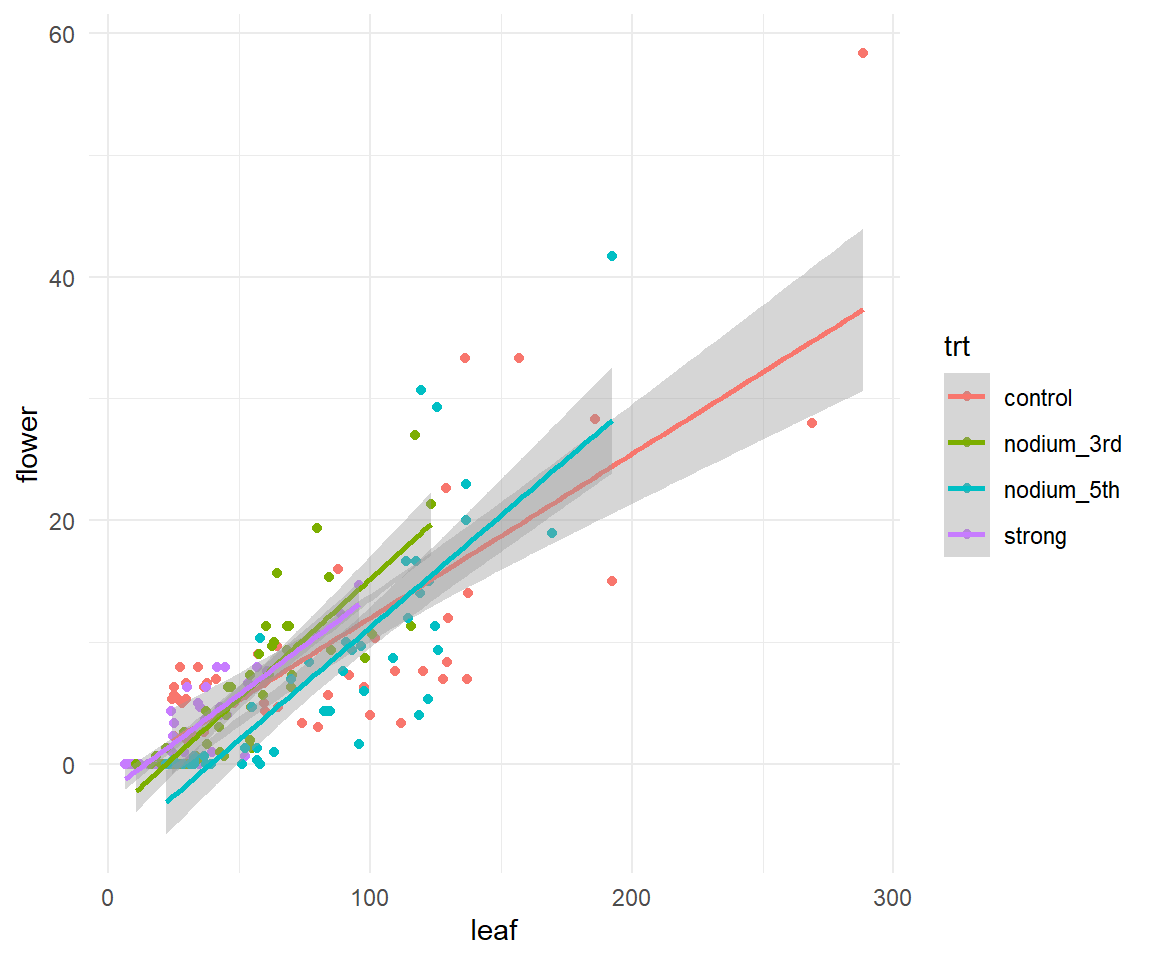 60
40
20
0
flower
0
100
200
300
leaf
trt
control
nodium_3rd
nodium_5th
strong